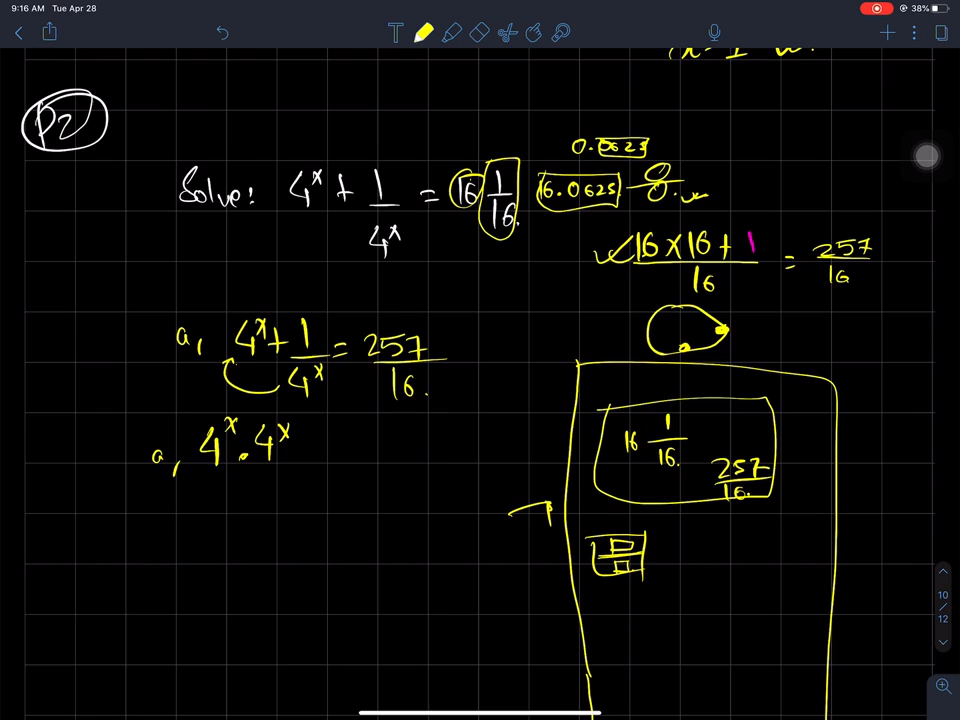 9:16 AM Tue Apr 28
38%
P2
0.0625
Solve: 4^x + 1/4^x = 16 1/16. 16.0625
16 x 16 + 1 / 16 = 257/16
a, 4^x + 1/4^x = 257/16.
a, 4^x . 4^x
16 1/16.
257/16.
10
/
12